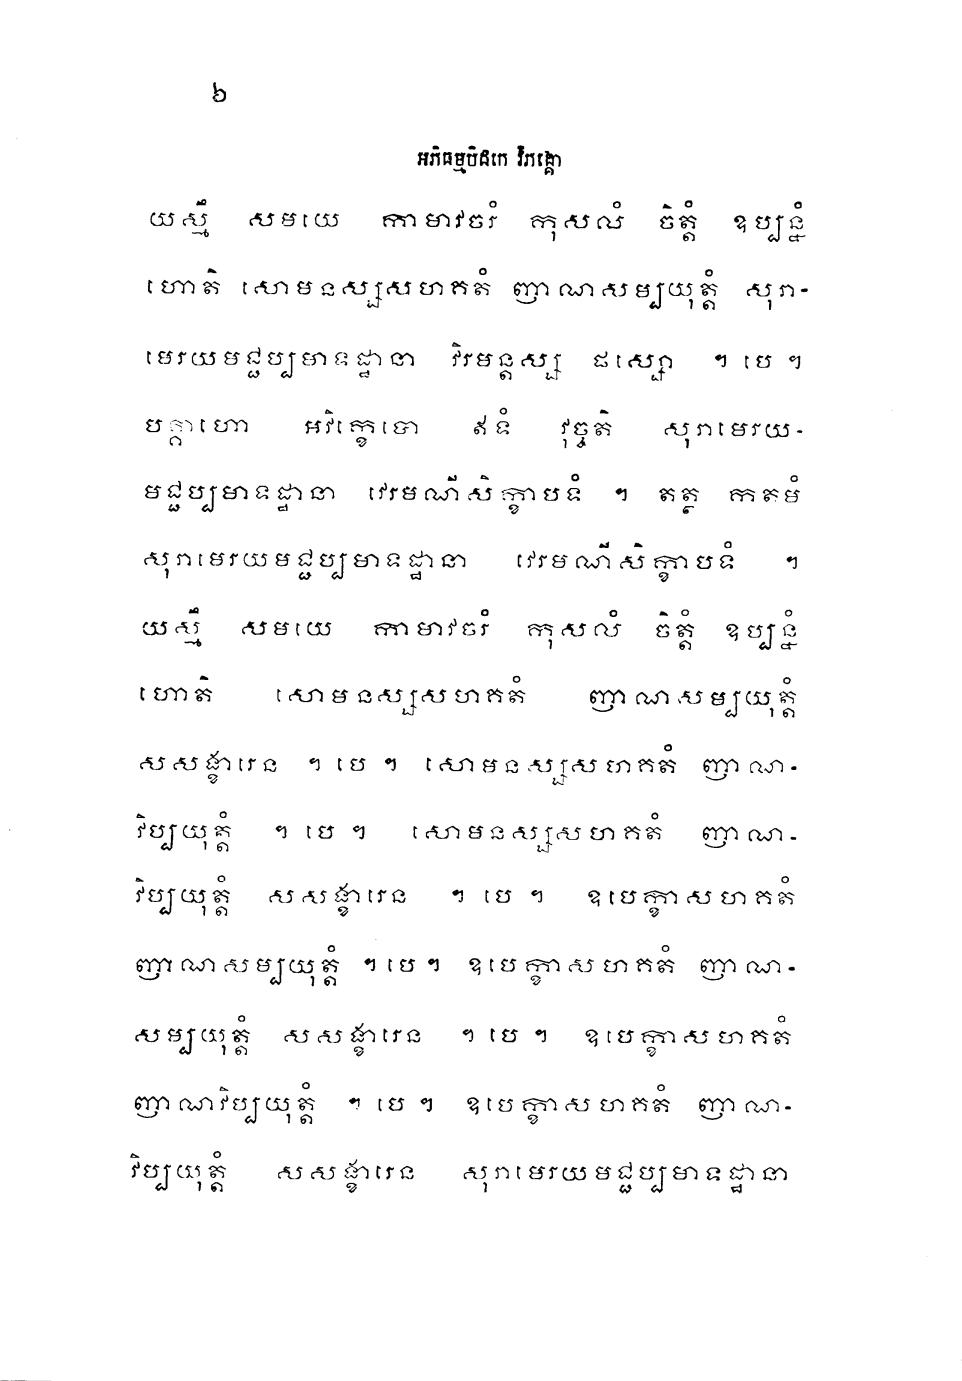 ៦
អភិធម្មបិដកេ វិភង្គោ
យស្មឹ សមយេ កាមាវចរំ កុសលំ ចិត្តំ ឧប្បន្នំ
ហោតិ សោមនស្សសហគតំ ញាណសម្បយុត្តំ សុរា-
មេរយមជ្ជប្បមាទដ្ឋានា វិរមន្តស្ស ផស្សោ ។ បេ ។
បគ្គាហោ អវិក្ខេបោ ឥទំ វុច្ចតិ សុរាមេរយ-
មជ្ជប្បមាទដ្ឋានា វេរមណីសិក្ខាបទំ ។ តត្ថ កតមំ
សុរាមេរយមជ្ជប្បមាទដ្ឋានា វេរមណីសិក្ខាបទំ ។
យស្មឹ សមយេ កាមាវចរំ កុសលំ ចិត្តំ ឧប្បន្នំ
ហោតិ សោមនស្សសហគតំ ញាណសម្បយុត្តំ
សសង្ខារេន ។ បេ ។ សោមនស្សសហគតំ ញាណ-
វិប្បយុត្តំ ។ បេ ។ សោមនស្សសហគតំ ញាណ-
វិប្បយុត្តំ សសង្ខារេន ។ បេ ។ ឧបេក្ខាសហគតំ
ញាណសម្បយុត្តំ ។ បេ ។ ឧបេក្ខាសហគតំ ញាណ-
សម្បយុត្តំ សសង្ខារេន ។ បេ ។ ឧបេក្ខាសហគតំ
ញាណវិប្បយុត្តំ ។ បេ ។ ឧបេក្ខាសហគតំ ញាណ-
វិប្បយុត្តំ សសង្ខារេន សុរាមេរយមជ្ជប្បមាទដ្ឋានា